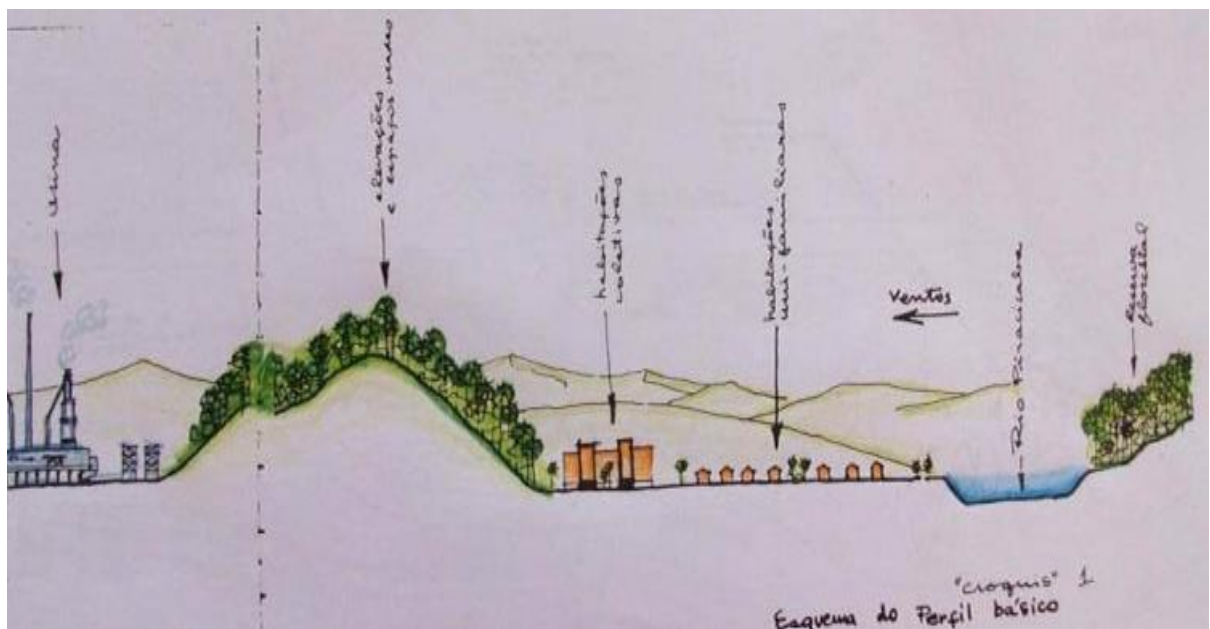 usina
elevações
e espaços verdes
habitações
coletivas
habitações
uni-familiares
ventos
Rio Piracicaba
reserva
florestal
"croquis" 1
Esquema do Perfil básico